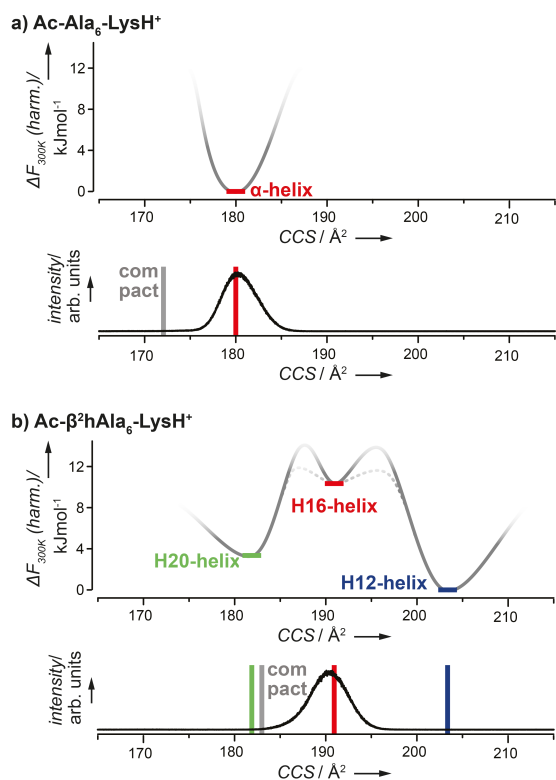 a) Ac-Ala₆-LysH⁺
ΔF₃₀₀K (harm.)/
kJmol⁻¹
12
8
4
0
α-helix
170 180 190 200 210
CCS / Å²
intensity/
arb. units
com
pact
170 180 190 200 210
CCS / Å²
b) Ac-β²hAla₆-LysH⁺
ΔF₃₀₀K (harm.)/
kJmol⁻¹
12
8
4
0
H16-helix
H20-helix
H12-helix
170 180 190 200 210
CCS / Å²
intensity/
arb. units
com
pact
170 180 190 200 210
CCS / Å²